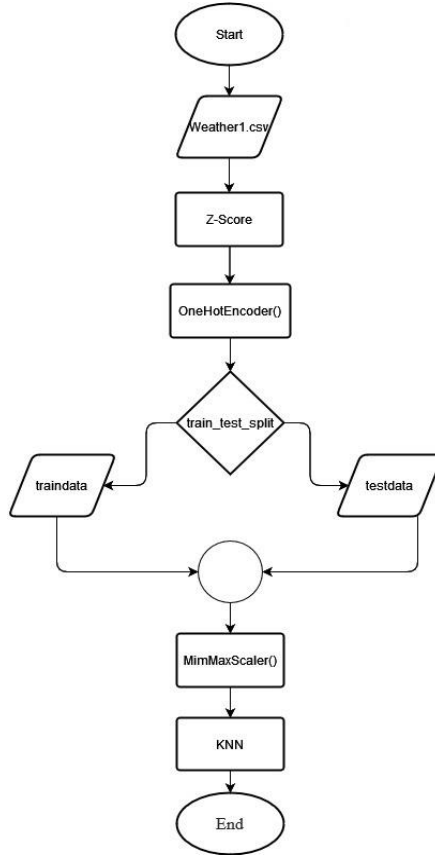 Start
Weather1.csv
Z-Score
OneHotEncoder()
train_test_split
traindata
testdata
MimMaxScaler()
KNN
End